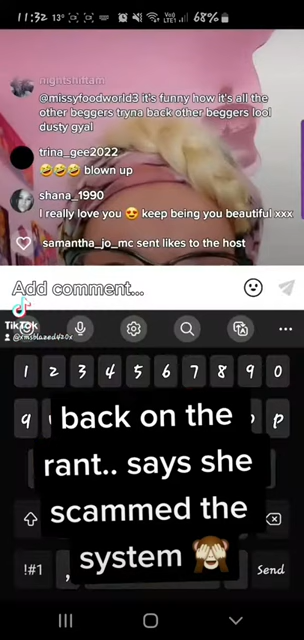 11:32 13° 68%
nightshiftam
@missyfoodworld3 it's funny how it's all the
other beggers tryna back other beggers lool
dusty gyal
trina_gee2022
🤣🤣🤣 blown up
shana_1990
I really love you 😍 keep being you beautiful xxx
samantha_jo_mc sent likes to the host
Add comment...
TikTok
@xmsblazed420x
1 2 3 4 5 6 7 8 9 0
q p
back on the
rant.. says she
scammed the
system 🙈
!#1 , Send